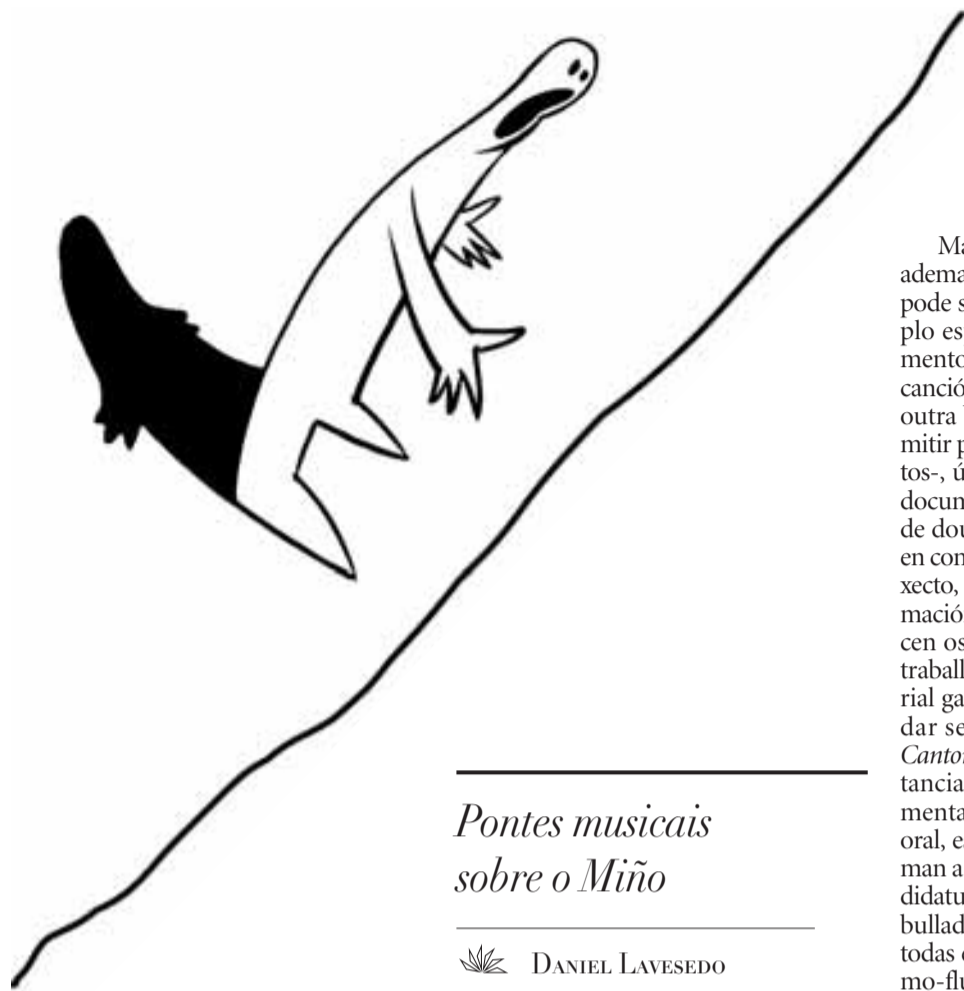 Pontes musicais
sobre o Miño
DANIEL LAVESEDO
Ma
adema
pode s
plo es
mento
canció
outra
mitir p
tos-, ú
docum
de dou
en con
xecto,
mació
cen os
traball
rial ga
dar se
Canto
tancia
menta
oral, e
man a
didatu
bullad
todas
mo-flu